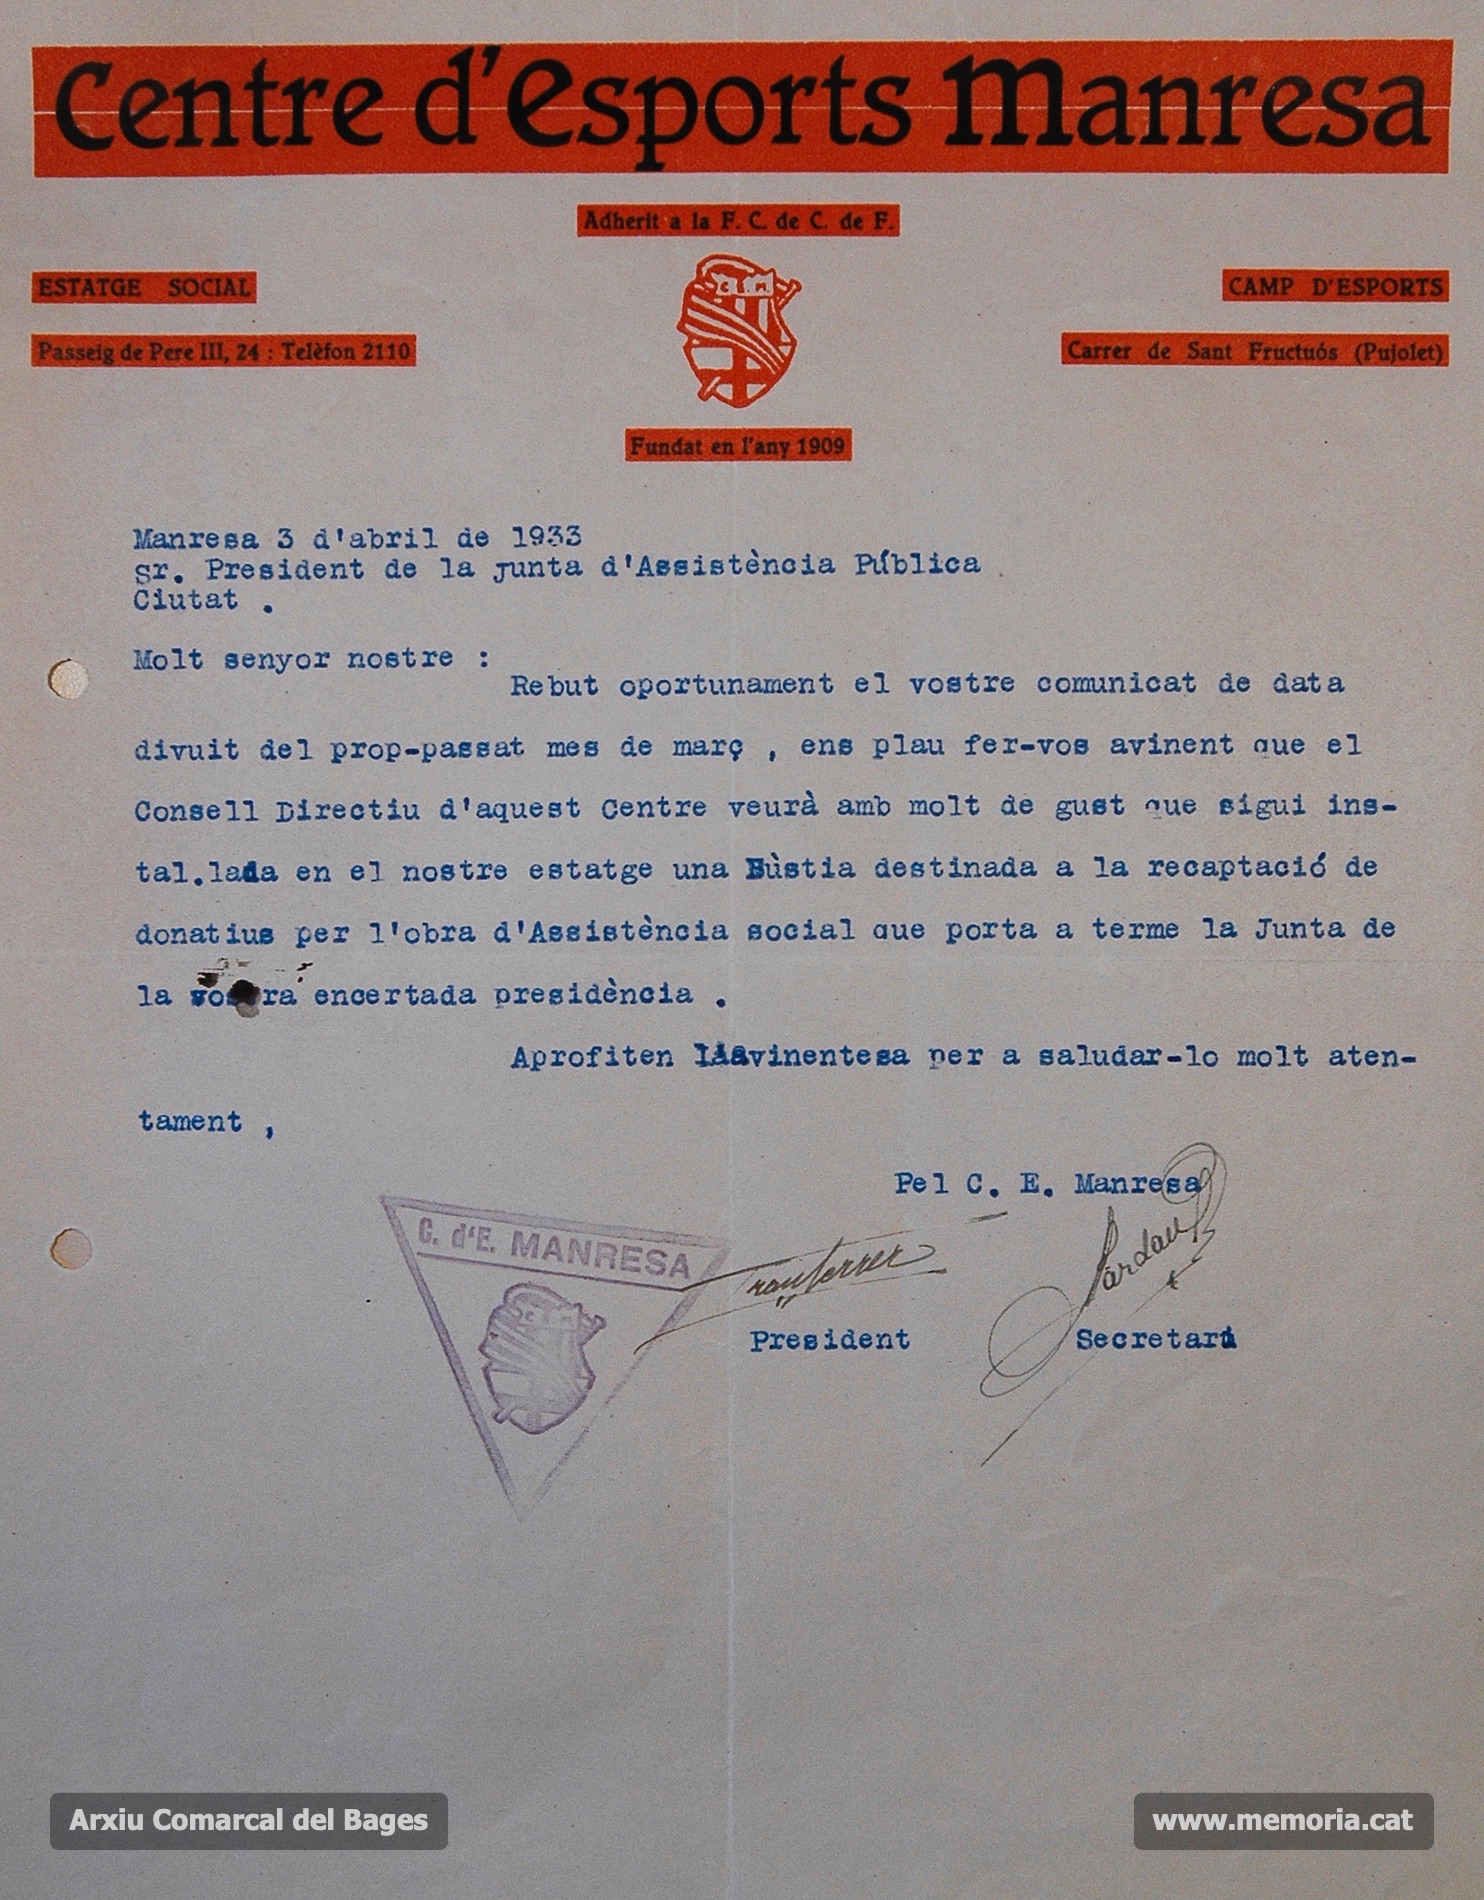 Centre d'Esports Manresa
Adherit a la F. C. de C. de F.
ESTATGE SOCIAL
CAMP D'ESPORTS
C E. M.
Passeig de Pere III, 24 : Telèfon 2110
Carrer de Sant Fructuós (Pujolet)
Fundat en l'any 1909
Manresa 3 d'abril de 1933
Sr. President de la Junta d'Assistència Pública
Ciutat .
Molt senyor nostre :
Rebut oportunament el vostre comunicat de data
divuit del prop-passat mes de març , ens plau fer-vos avinent que el
Consell Directiu d'aquest Centre veurà amb molt de gust que sigui ins-
tal.lada en el nostre estatge una Bústia destinada a la recaptació de
donatius per l'obra d'Assistència social que porta a terme la Junta de
la vostra encertada presidència .
Aprofiten per a saludar-lo molt aten-
tament ,
Pel C. E. Manresa
C. d'E. MANRESA
C E M
President
Secretari
Arxiu Comarcal del Bages
www.memoria.cat